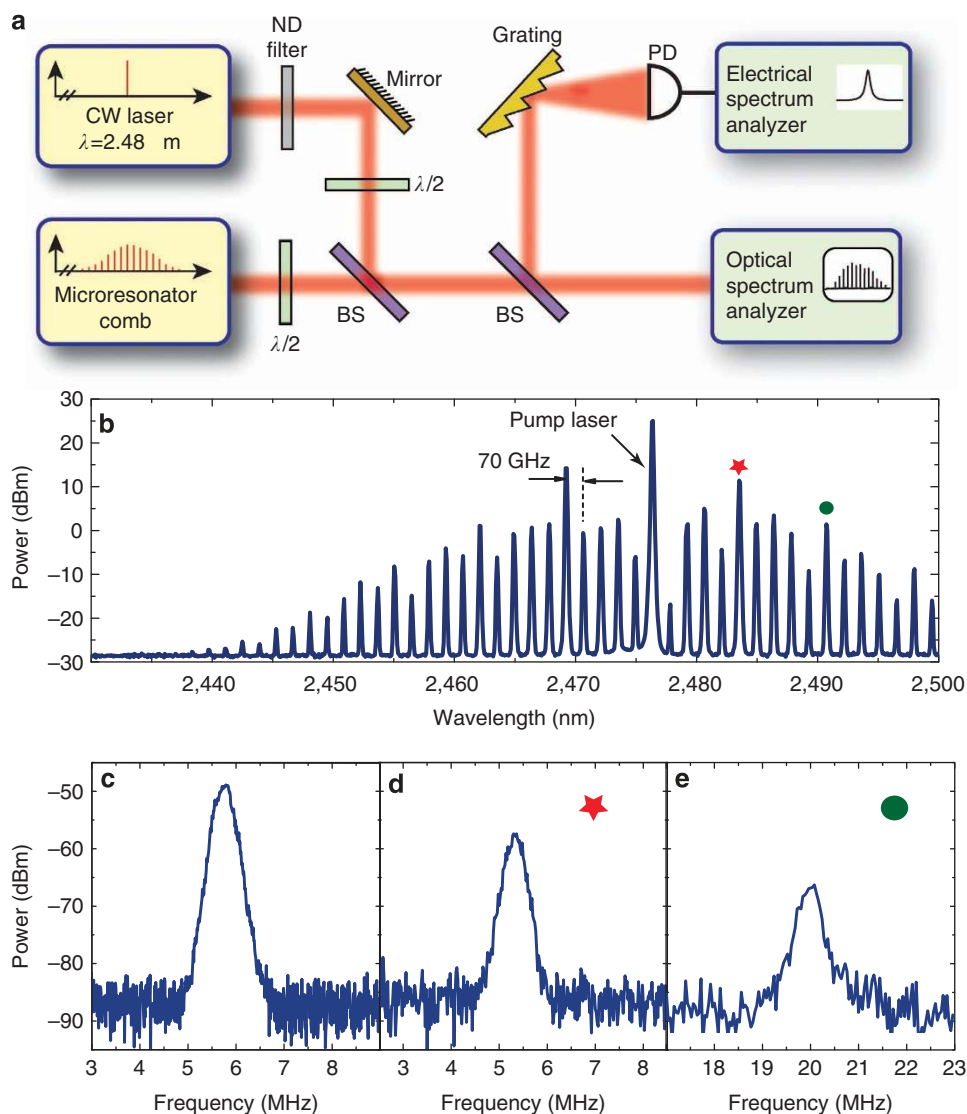 a
ND
filter
Mirror
Grating
PD
CW laser
λ=2.48 m
λ/2
Electrical
spectrum
analyzer
Microresonator
comb
λ/2
BS
BS
Optical
spectrum
analyzer
b
30
20
10
0
−10
−20
−30
Power (dBm)
Pump laser
70 GHz
2,440
2,450
2,460
2,470
2,480
2,490
2,500
Wavelength (nm)
c
d
e
−50
−60
−70
−80
−90
Power (dBm)
3 4 5 6 7 8
3 4 5 6 7 8
18 19 20 21 22 23
Frequency (MHz)
Frequency (MHz)
Frequency (MHz)